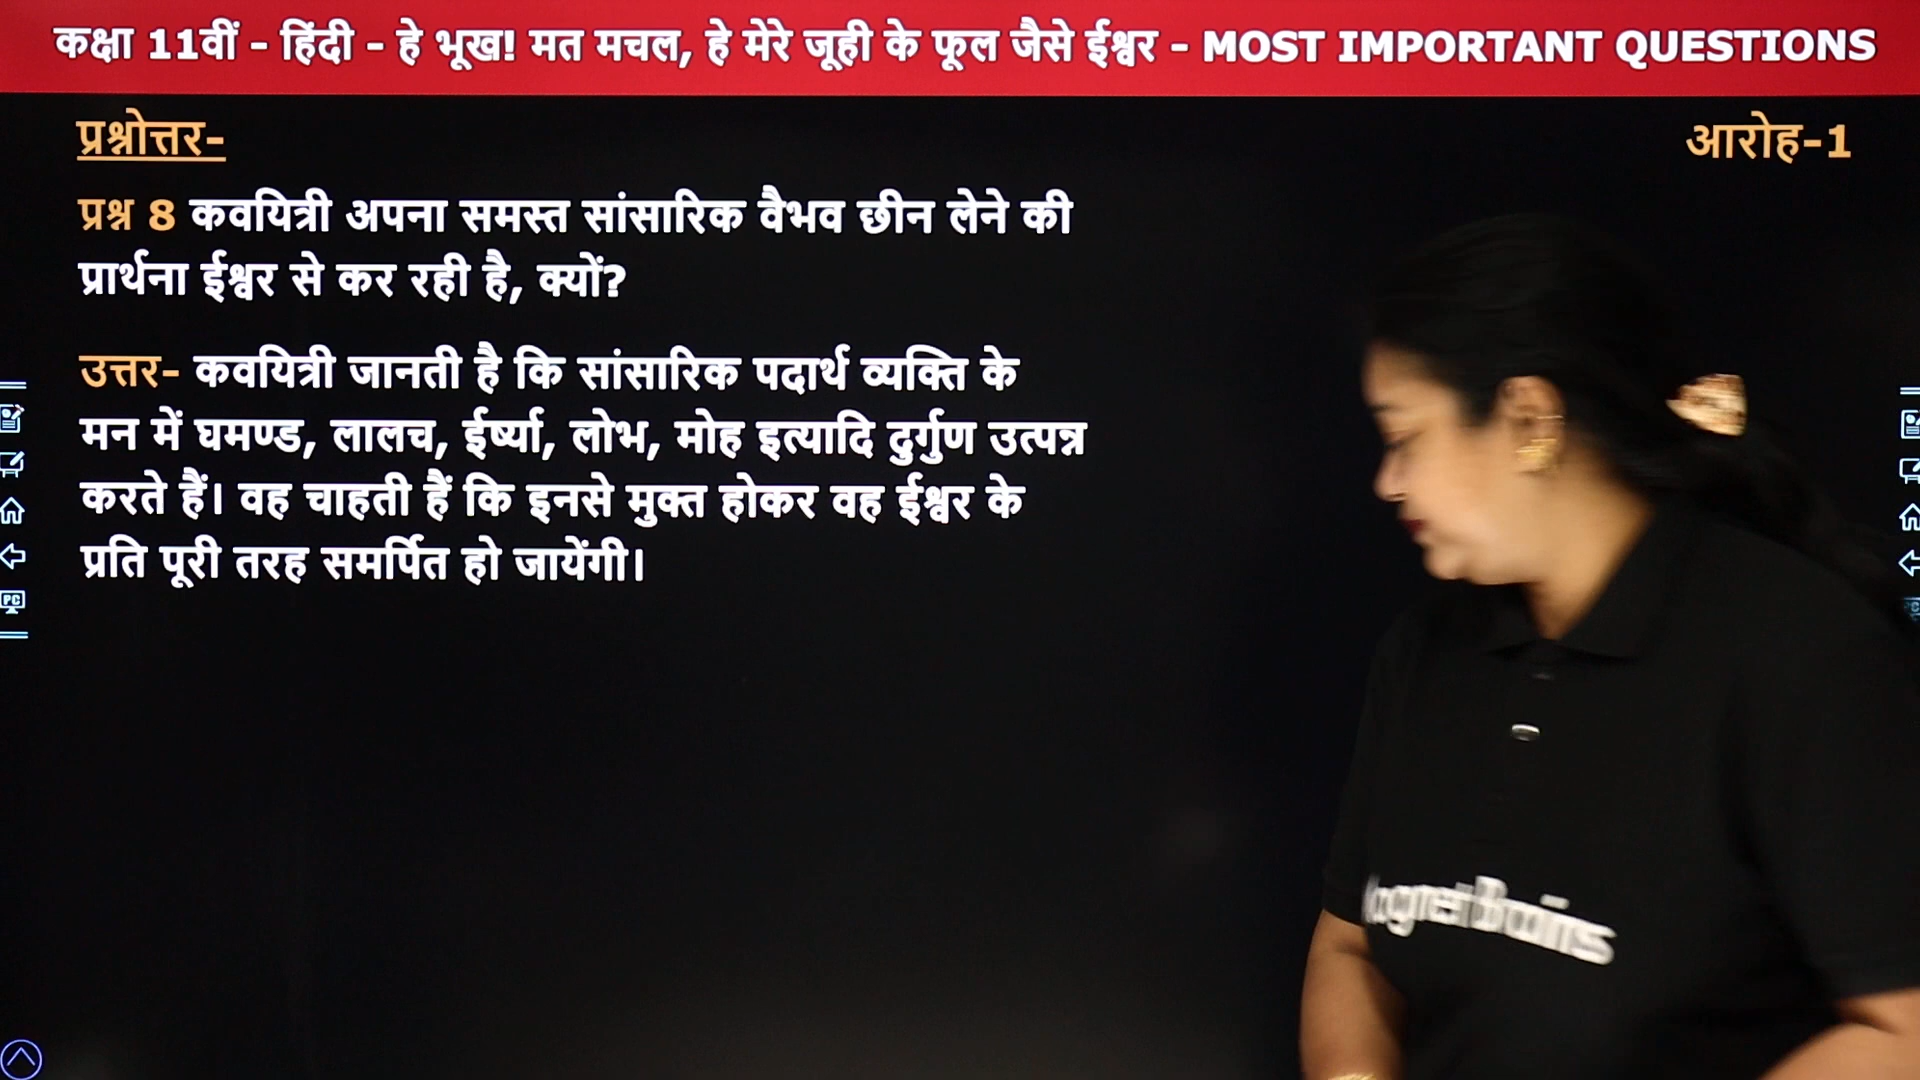 कक्षा 11वीं - हिंदी - हे भूख! मत मचल, हे मेरे जूही के फूल जैसे ईश्वर - MOST IMPORTANT QUESTIONS
प्रश्नोत्तर-
आरोह-1
प्रश्न 8 कवयित्री अपना समस्त सांसारिक वैभव छीन लेने की
प्रार्थना ईश्वर से कर रही है, क्यों?
उत्तर- कवयित्री जानती है कि सांसारिक पदार्थ व्यक्ति के
मन में घमण्ड, लालच, ईर्ष्या, लोभ, मोह इत्यादि दुर्गुण उत्पन्न
करते हैं। वह चाहती हैं कि इनसे मुक्त होकर वह ईश्वर के
प्रति पूरी तरह समर्पित हो जायेंगी।
PC